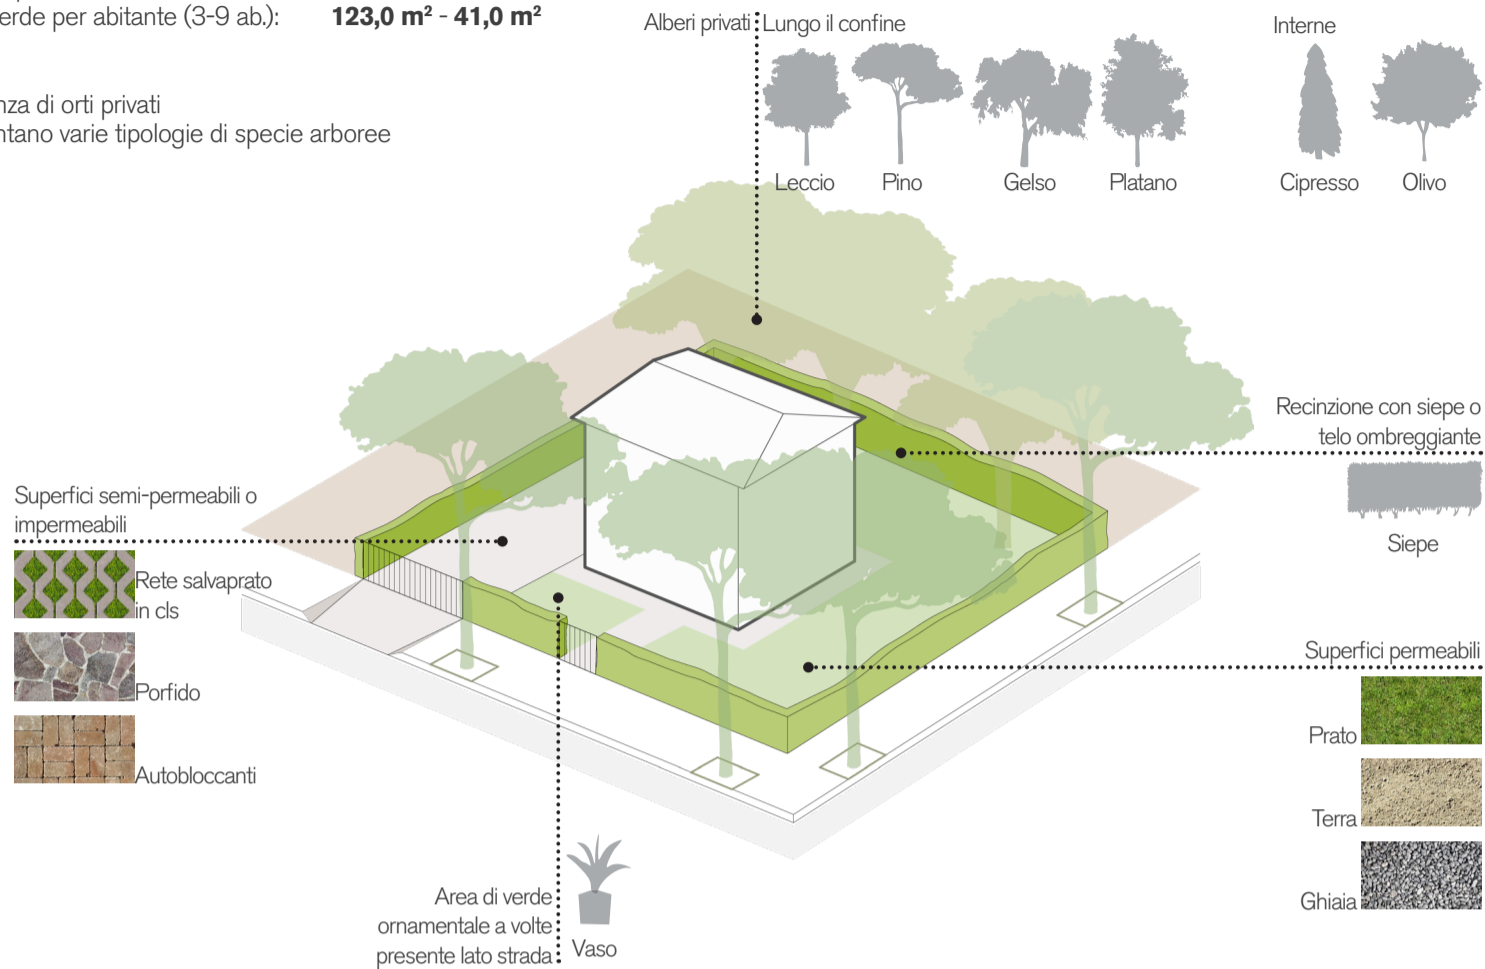 erde per abitante (3-9 ab.): 123,0 m² - 41,0 m²
nza di orti privati
ntano varie tipologie di specie arboree
Alberi privati Lungo il confine
Interne
Leccio Pino Gelso Platano Cipresso Olivo
Recinzione con siepe o
telo ombreggiante
Siepe
Superfici semi-permeabili o
impermeabili
Rete salvaprato
in cls
Porfido
Autobloccanti
Superfici permeabili
Prato
Terra
Ghiaia
Area di verde
ornamentale a volte
presente lato strada
Vaso